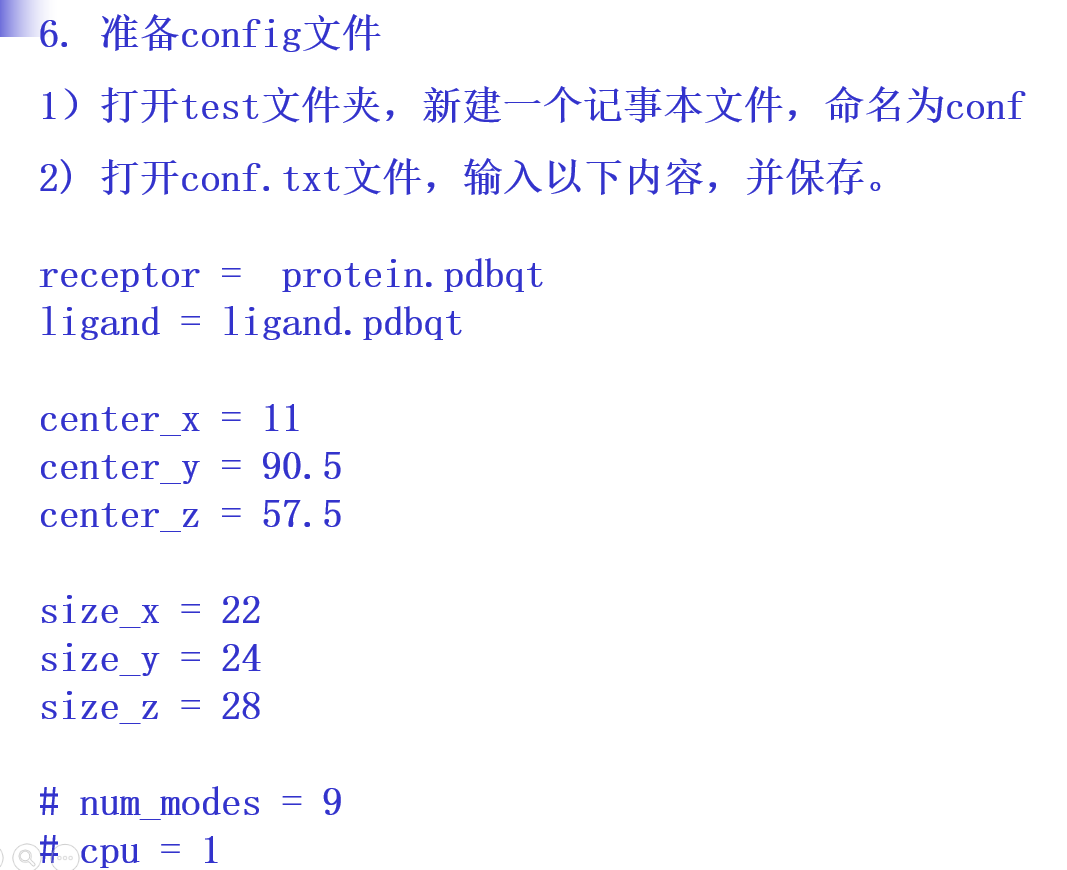 6. 准备config文件
1）打开test文件夹，新建一个记事本文件，命名为conf
2) 打开conf.txt文件，输入以下内容，并保存。
receptor =  protein.pdbqt
ligand = ligand.pdbqt
center_x = 11
center_y = 90.5
center_z = 57.5
size_x = 22
size_y = 24
size_z = 28
# num_modes = 9
# cpu = 1